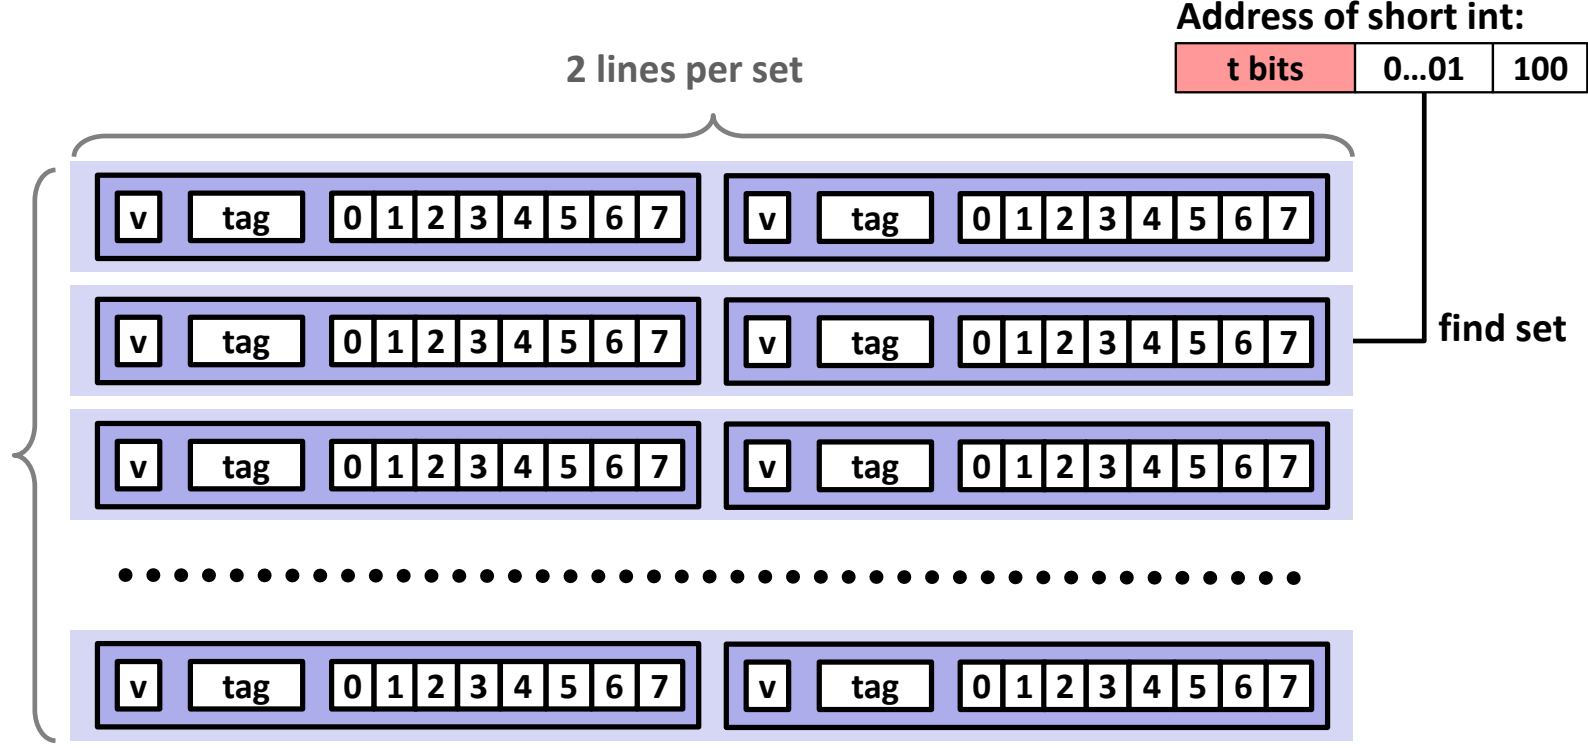 Address of short int:
2 lines per set
t bits 0...01 100
v tag 0 1 2 3 4 5 6 7 v tag 0 1 2 3 4 5 6 7
v tag 0 1 2 3 4 5 6 7 v tag 0 1 2 3 4 5 6 7
find set
v tag 0 1 2 3 4 5 6 7 v tag 0 1 2 3 4 5 6 7
v tag 0 1 2 3 4 5 6 7 v tag 0 1 2 3 4 5 6 7